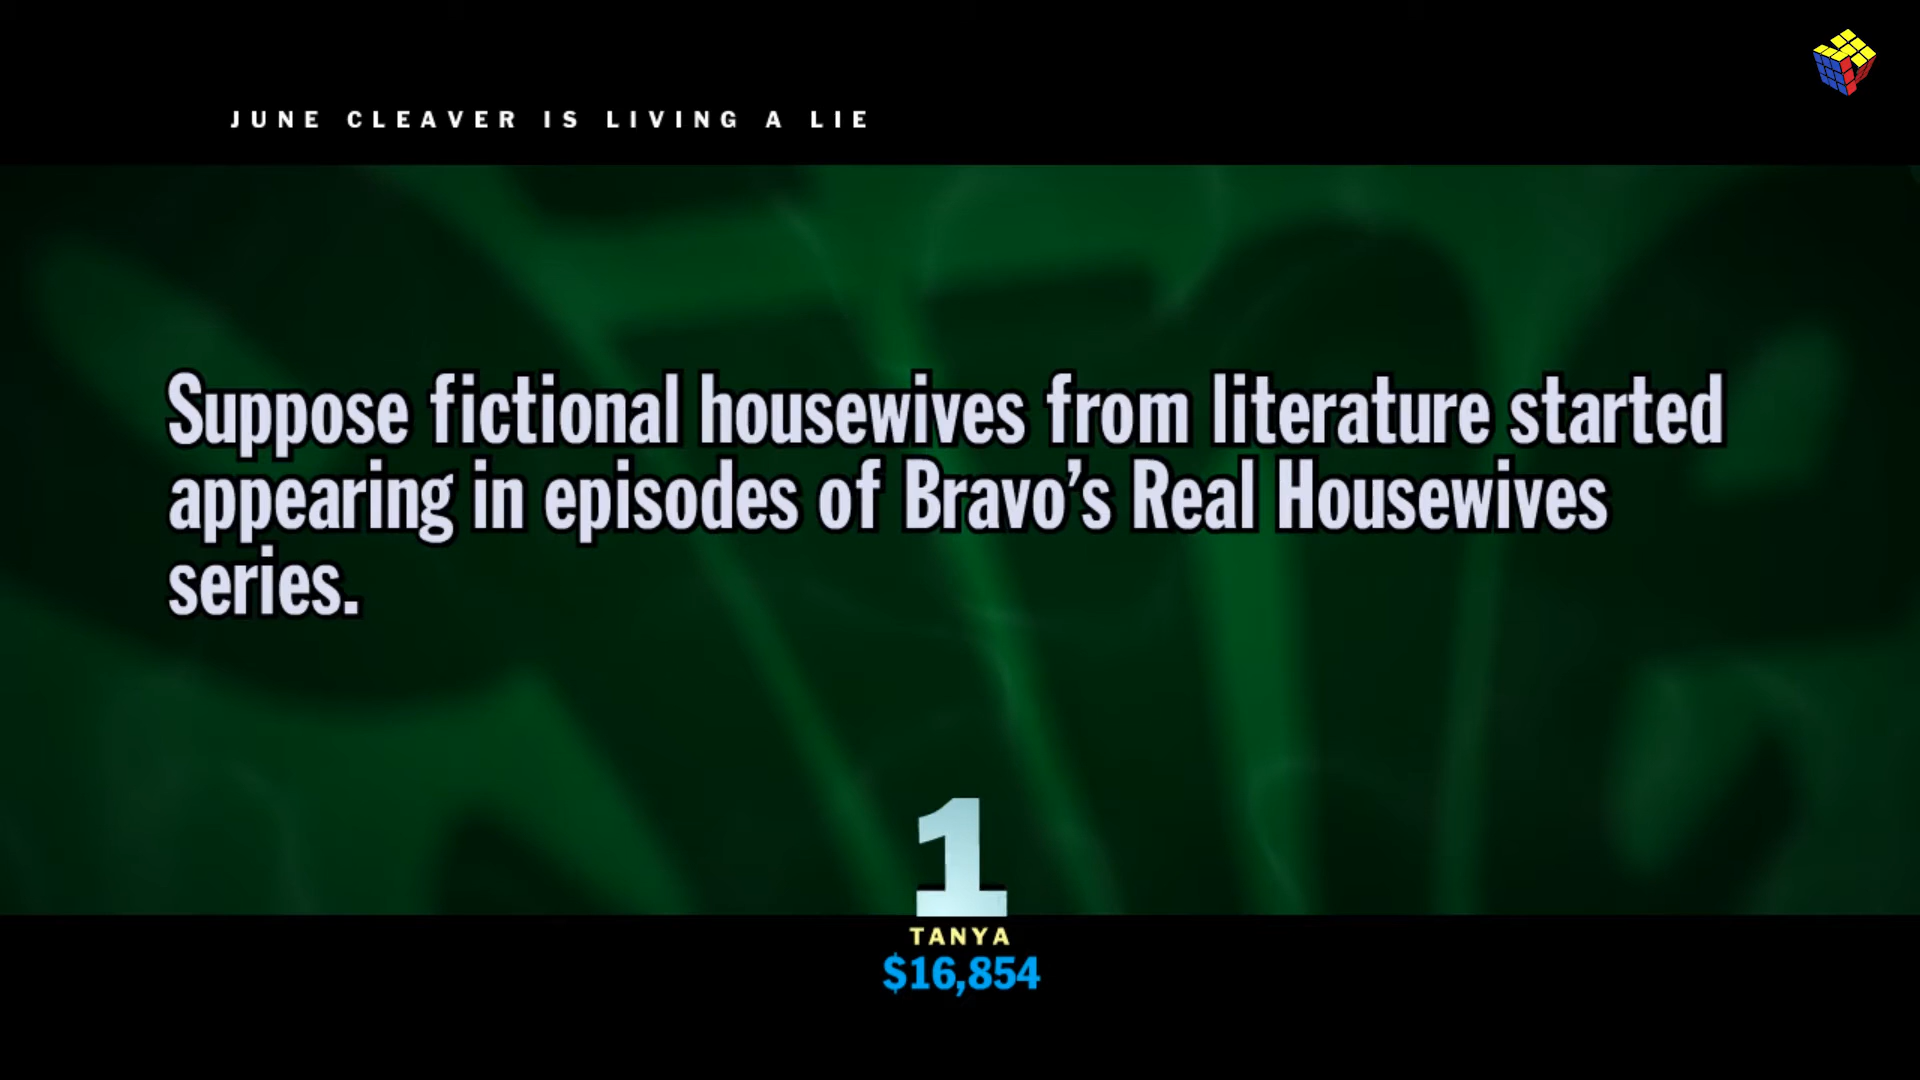 JUNE CLEAVER IS LIVING A LIE
Suppose fictional housewives from literature started
appearing in episodes of Bravo’s Real Housewives
series.
1
TANYA
$16,854